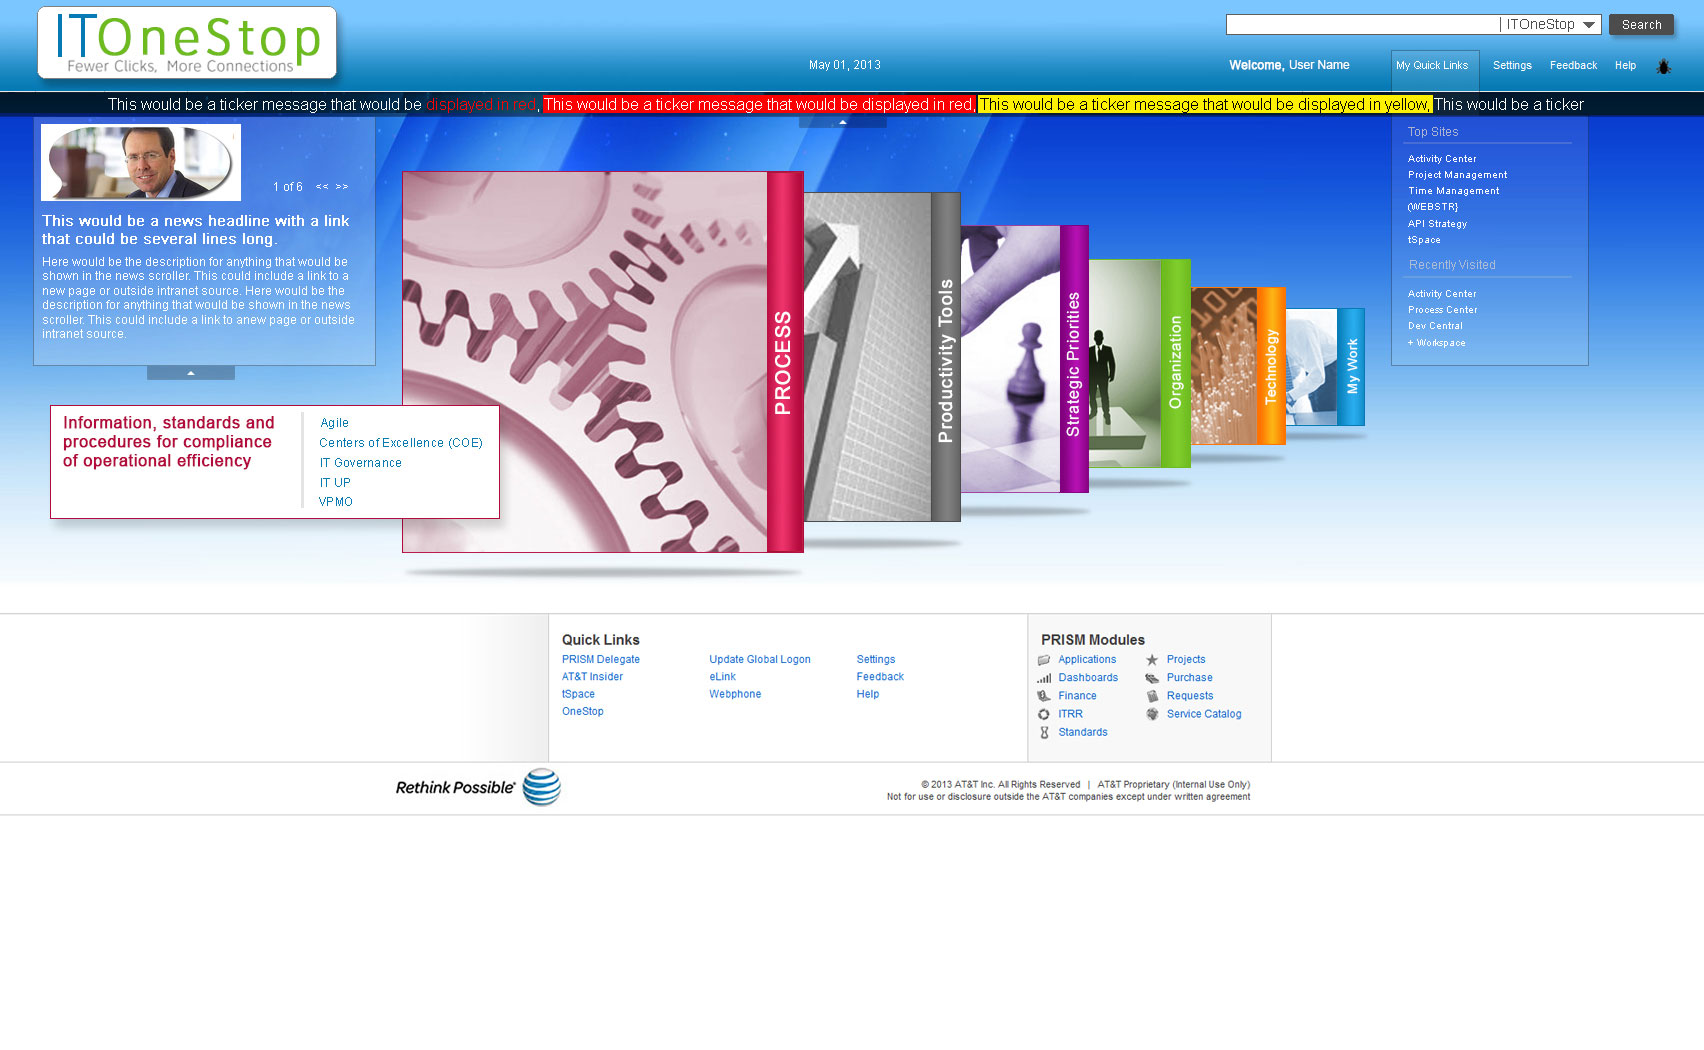 ITOneStop
Fewer Clicks, More Connections
ITOneStop
Search
May 01, 2013
Welcome, User Name
My Quick Links
Settings
Feedback
Help
This would be a ticker message that would be displayed in red, This would be a ticker message that would be displayed in red, This would be a ticker message that would be displayed in yellow, This would be a ticker
1 of 6 << >>
This would be a news headline with a link
that could be several lines long.
Here would be the description for anything that would be
shown in the news scroller. This could include a link to a
new page or outside intranet source. Here would be the
description for anything that would be shown in the news
scroller. This could include a link to anew page or outside
intranet source.
Information, standards and
procedures for compliance
of operational efficiency
Agile
Centers of Excellence (COE)
IT Governance
IT UP
VPMO
PROCESS
Productivity Tools
Strategic Priorities
Organization
Technology
My Work
Top Sites
Activity Center
Project Management
Time Management
(WEBSTR}
API Strategy
tSpace
Recently Visited
Activity Center
Process Center
Dev Central
+ Workspace
Quick Links
PRISM Delegate
AT&T Insider
tSpace
OneStop
Update Global Logon
eLink
Webphone
Settings
Feedback
Help
PRISM Modules
Applications
Dashboards
Finance
ITRR
Standards
Projects
Purchase
Requests
Service Catalog
Rethink Possible®
© 2013 AT&T Inc. All Rights Reserved | AT&T Proprietary (Internal Use Only)
Not for use or disclosure outside the AT&T companies except under written agreement